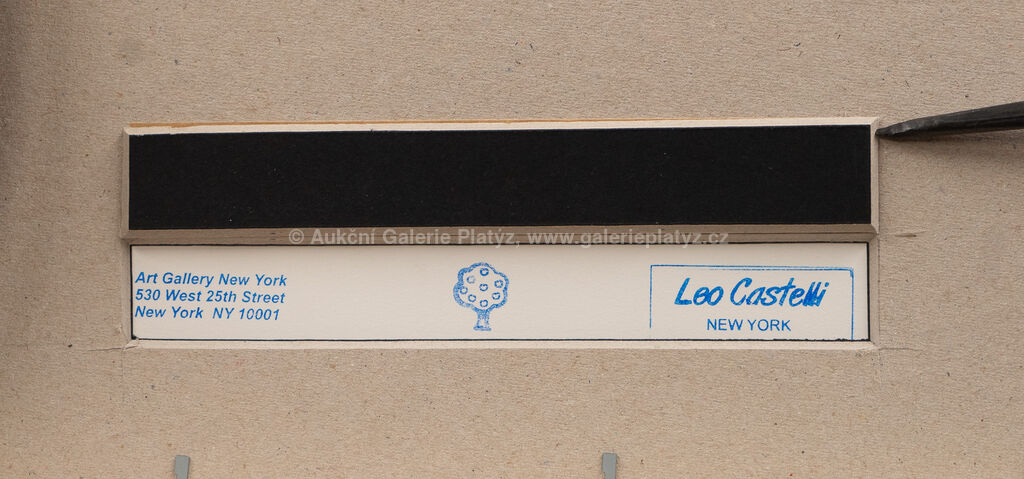 © Aukční Galerie Platýz, www.galerieplatyz.cz
Art Gallery New York
530 West 25th Street
New York NY 10001
Leo Castelli
NEW YORK